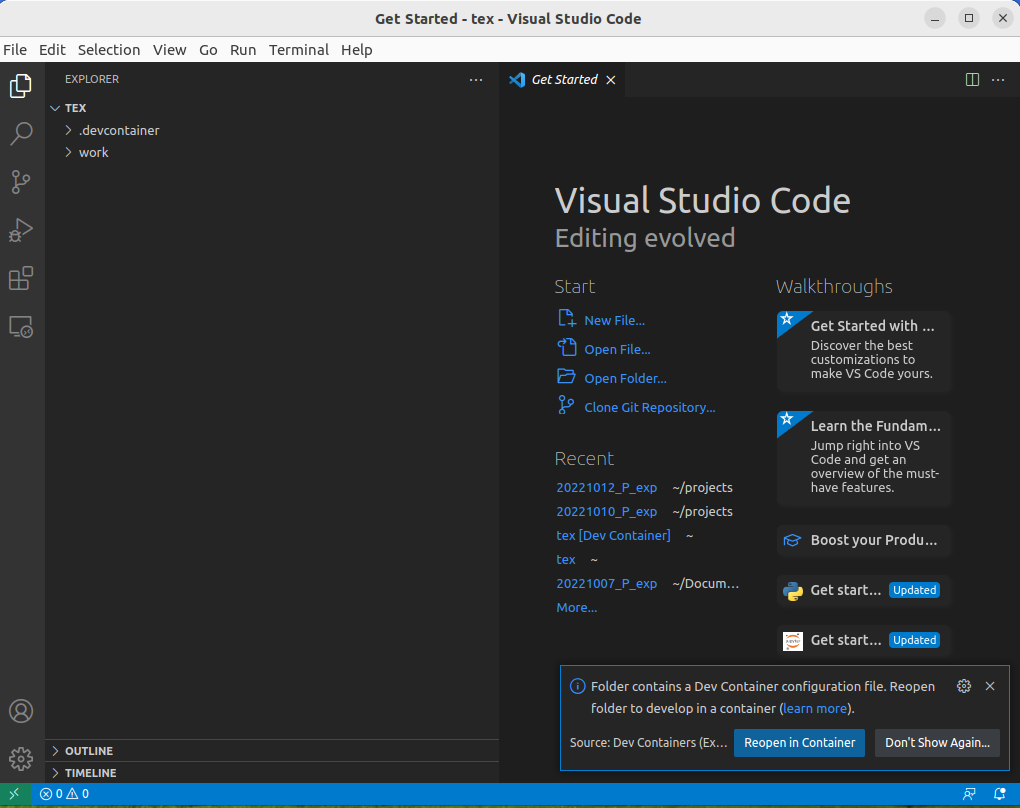 Get Started - tex - Visual Studio Code
File Edit Selection View Go Run Terminal Help
EXPLORER
TEX
.devcontainer
work
OUTLINE
TIMELINE
Get Started
Visual Studio Code
Editing evolved
Start
New File...
Open File...
Open Folder...
Clone Git Repository...
Recent
20221012_P_exp ~/projects
20221010_P_exp ~/projects
tex [Dev Container] ~
tex ~
20221007_P_exp ~/Docum...
More...
Walkthroughs
Get Started with ...
Discover the best
customizations to
make VS Code yours.
Learn the Fundam...
Jump right into VS
Code and get an
overview of the must-
have features.
Boost your Produ...
Get start... Updated
Get start... Updated
Folder contains a Dev Container configuration file. Reopen
folder to develop in a container (learn more).
Source: Dev Containers (Ex... Reopen in Container Don't Show Again...
0 0